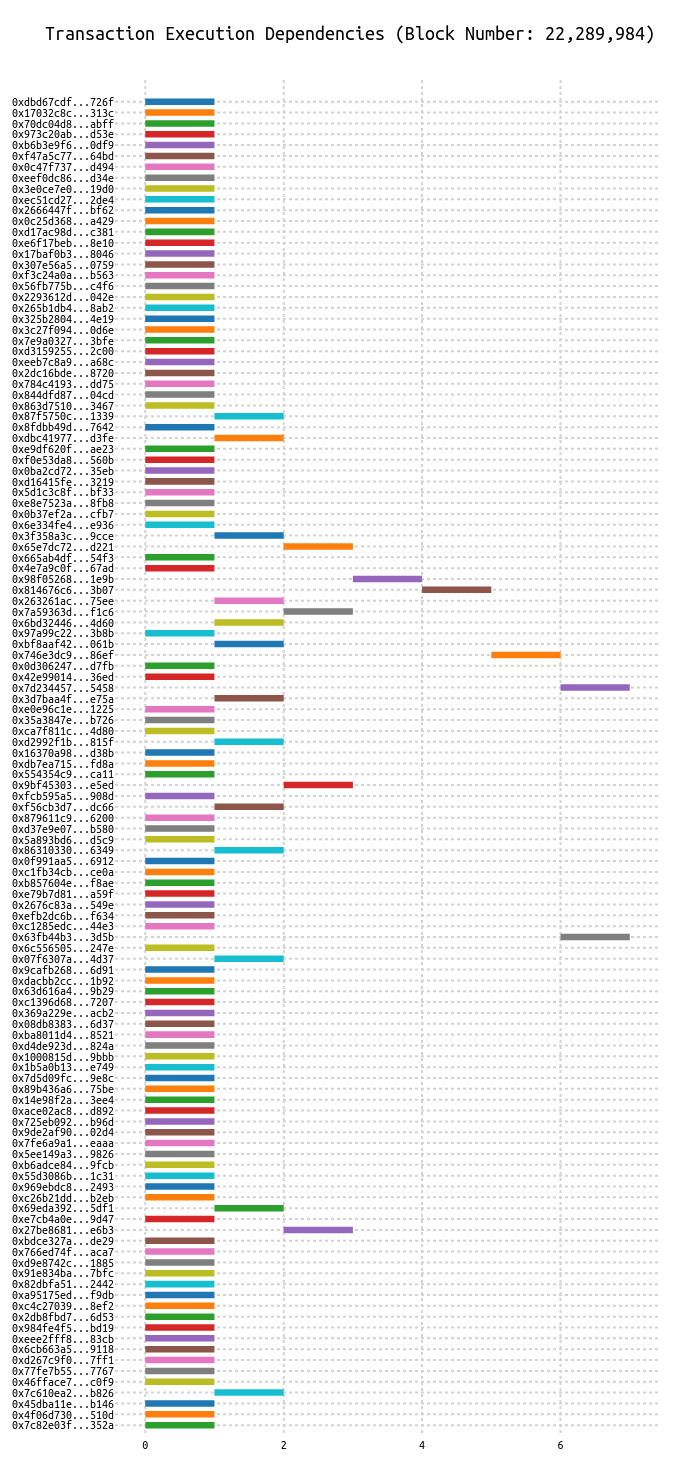 Transaction Execution Dependencies (Block Number: 22,289,984)
0xdbd67cdf...726f
0x17032c8c...313c
0x70dc04d8...abff
0x973c20ab...d53e
0xb6b3e9f6...0df9
0xf47a5c77...64bd
0x0c47f737...d494
0xeef0dc86...d34e
0x3e0ce7e0...19d0
0xec51cd27...2de4
0x2666447f...bf62
0x0c25d368...a429
0xd17ac98d...c381
0xe6f17beb...8e10
0x17baf0b3...8046
0x307e56a5...0759
0xf3c24a0a...b563
0x56fb775b...c4f6
0x2293612d...042e
0x265b1db4...8ab2
0x325b2804...4e19
0x3c27f094...0d6e
0x7e9a0327...3bfe
0xd3159255...2c00
0xeeb7c8a9...a68c
0x2dc16bde...8720
0x784c4193...dd75
0x844dfd87...04cd
0x863d7510...3467
0x87f5750c...1339
0x8fdbb49d...7642
0xdbc41977...d3fe
0xe9df620f...ae23
0xf0e53da8...560b
0x0ba2cd72...35eb
0xd16415fe...3219
0x5d1c3c8f...bf33
0xe8e7523a...8fb8
0x0b37ef2a...cfb7
0x6e334fe4...e936
0x3f358a3c...9cce
0x65e7dc72...d221
0x665ab4df...54f3
0x4e7a9c0f...67ad
0x98f05268...1e9b
0x814676c6...3b07
0x263261ac...75ee
0x7a59363d...f1c6
0x6bd32446...4d60
0x97a99c22...3b8b
0xbf8aaf42...061b
0x746e3dc9...86ef
0x0d306247...d7fb
0x42e99014...36ed
0x7d234457...5458
0x3d7baa4f...e75a
0xe0e96c1e...1225
0x35a3847e...b726
0xca7f811c...4d80
0xd2992f1b...815f
0x16370a98...d38b
0xdb7ea715...fd8a
0x554354c9...ca11
0x9bf45303...e5ed
0xfcb595a5...908d
0xf56cb3d7...dc66
0x879611c9...6200
0xd37e9e07...b580
0x5a893bd6...d5c9
0x86310330...6349
0x0f991aa5...6912
0xc1fb34cb...ce0a
0xb857604e...f8ae
0xe79b7d81...a59f
0x2676c83a...549e
0xefb2dc6b...f634
0xc1285edc...44e3
0x63fb44b3...3d5b
0x6c556505...247e
0x07f6307a...4d37
0x9cafb268...6d91
0xdacbb2cc...1b92
0x63d616a4...9b29
0xc1396d68...7207
0x369a229e...acb2
0x08db8383...6d37
0xba8011d4...8521
0xd4de923d...824a
0x1000815d...9bbb
0x1b5a0b13...e749
0x7d5d09fc...9e8c
0x89b436a6...75be
0x14e98f2a...3ee4
0xace02ac8...d892
0x725eb092...b96d
0x9de2af90...02d4
0x7fe6a9a1...eaaa
0x5ee149a3...9826
0xb6adce84...9fcb
0x55d3086b...1c31
0x969ebdc8...2493
0xc26b21dd...b2eb
0x69eda392...5df1
0xe7cb4a0e...9d47
0x27be8681...e6b3
0xbdce327a...de29
0x766ed74f...aca7
0xd9e8742c...1885
0x91e834ba...7bfc
0x82dbfa51...2442
0xa95175ed...f9db
0xc4c27039...8ef2
0x2db8fbd7...6d53
0x984fe4f5...bd19
0xeee2fff8...83cb
0x6cb663a5...9118
0xd267c9f0...7ff1
0x77fe7b55...7767
0x46fface7...c0f9
0x7c610ea2...b826
0x45dba11e...b146
0x4f06d730...510d
0x7c82e03f...352a
0 2 4 6